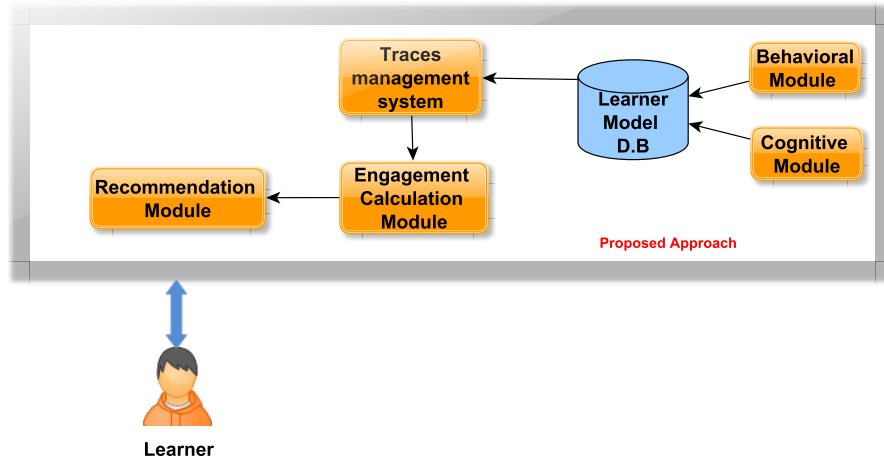 Traces
management
system
Learner
Model
D.B
Behavioral
Module
Cognitive
Module
Recommendation
Module
Engagement
Calculation
Module
Proposed Approach
Learner